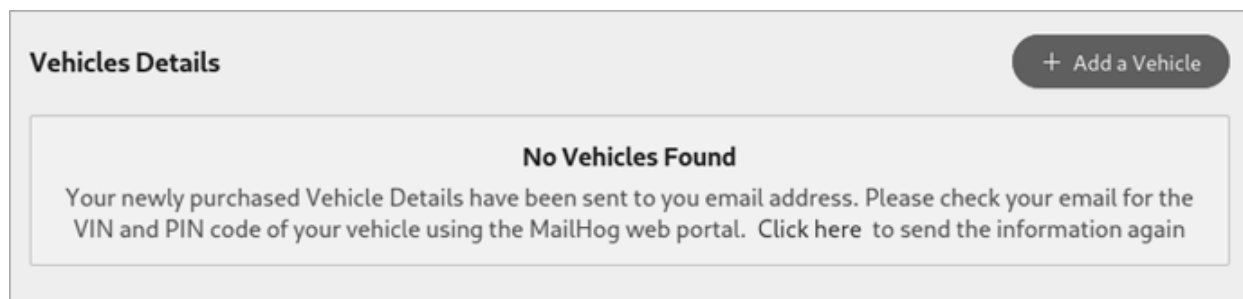 Vehicles Details
+ Add a Vehicle
No Vehicles Found
Your newly purchased Vehicle Details have been sent to you email address. Please check your email for the
VIN and PIN code of your vehicle using the MailHog web portal. Click here to send the information again